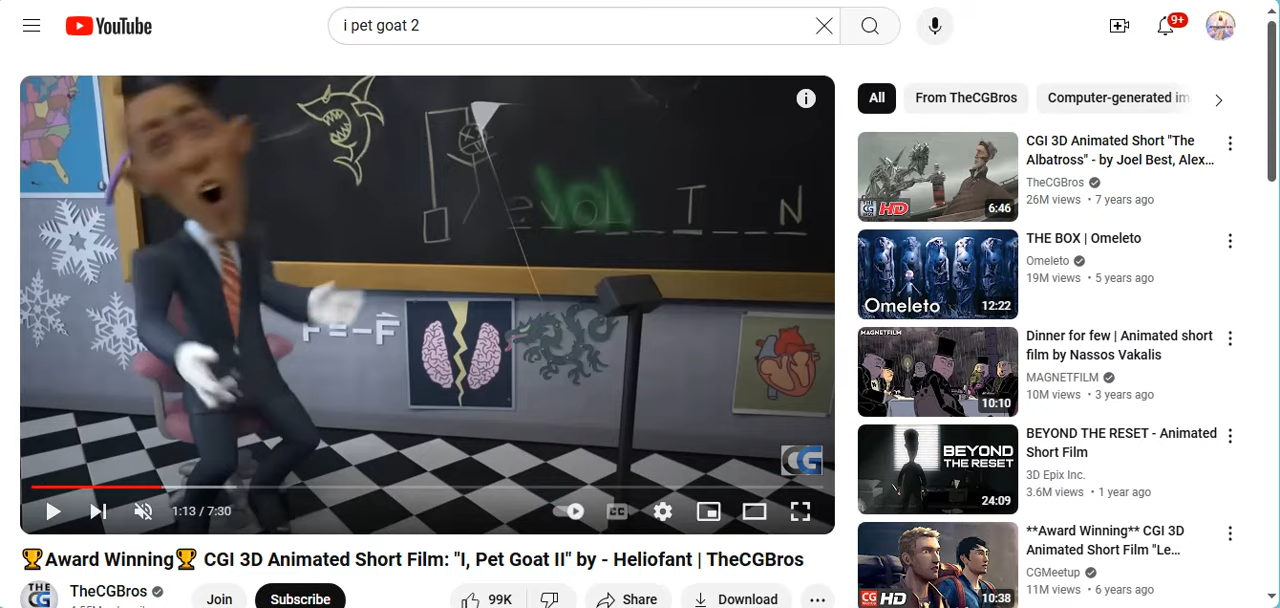 YouTube
i pet goat 2
9+
evol I N
F = -F
CG
1:13 / 7:30
CC
🏆Award Winning🏆 CGI 3D Animated Short Film: "I, Pet Goat II" by - Heliofant | TheCGBros
THE
CG
TheCGBros
Join
Subscribe
99K
Share
Download
All
From TheCGBros
Computer-generated im
HD
6:46
CGI 3D Animated Short "The
Albatross" - by Joel Best, Alex...
TheCGBros
26M views • 7 years ago
Omeleto
12:22
THE BOX | Omeleto
Omeleto
19M views • 5 years ago
MAGNETFILM
10:10
Dinner for few | Animated short
film by Nassos Vakalis
MAGNETFILM
10M views • 3 years ago
BEYOND
THE RESET
24:09
BEYOND THE RESET - Animated
Short Film
3D Epix Inc.
3.6M views • 1 year ago
CG HD
10:38
**Award Winning** CGI 3D
Animated Short Film "Le...
CGMeetup
11M views • 6 years ago